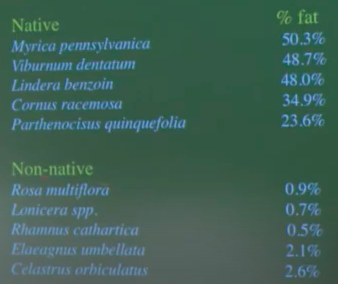 Native % fat
Myrica pennsylvanica 50.3%
Viburnum dentatum 48.7%
Lindera benzoin 48.0%
Cornus racemosa 34.9%
Parthenocisus quinquefolia 23.6%
Non-native
Rosa multiflora 0.9%
Lonicera spp. 0.7%
Rhamnus cathartica 0.5%
Elaeagnus umbellata 2.1%
Celastrus orbiculatus 2.6%